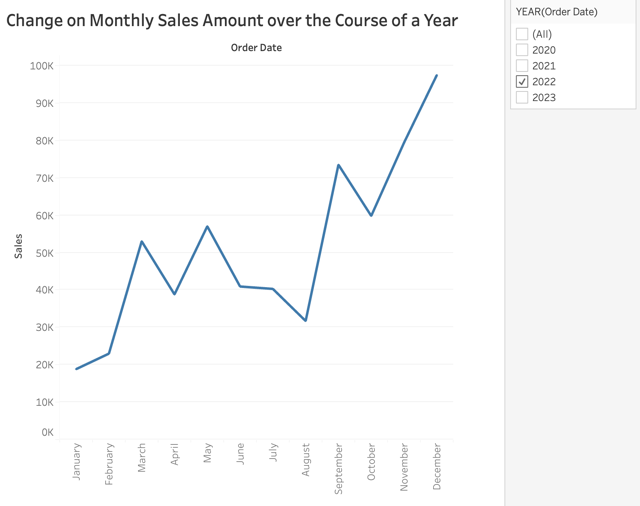 Change on Monthly Sales Amount over the Course of a Year
Order Date
100K
90K
80K
70K
60K
50K
40K
30K
20K
10K
0K
Sales
January
February
March
April
May
June
July
August
September
October
November
December
YEAR(Order Date)
(All)
2020
2021
2022
2023